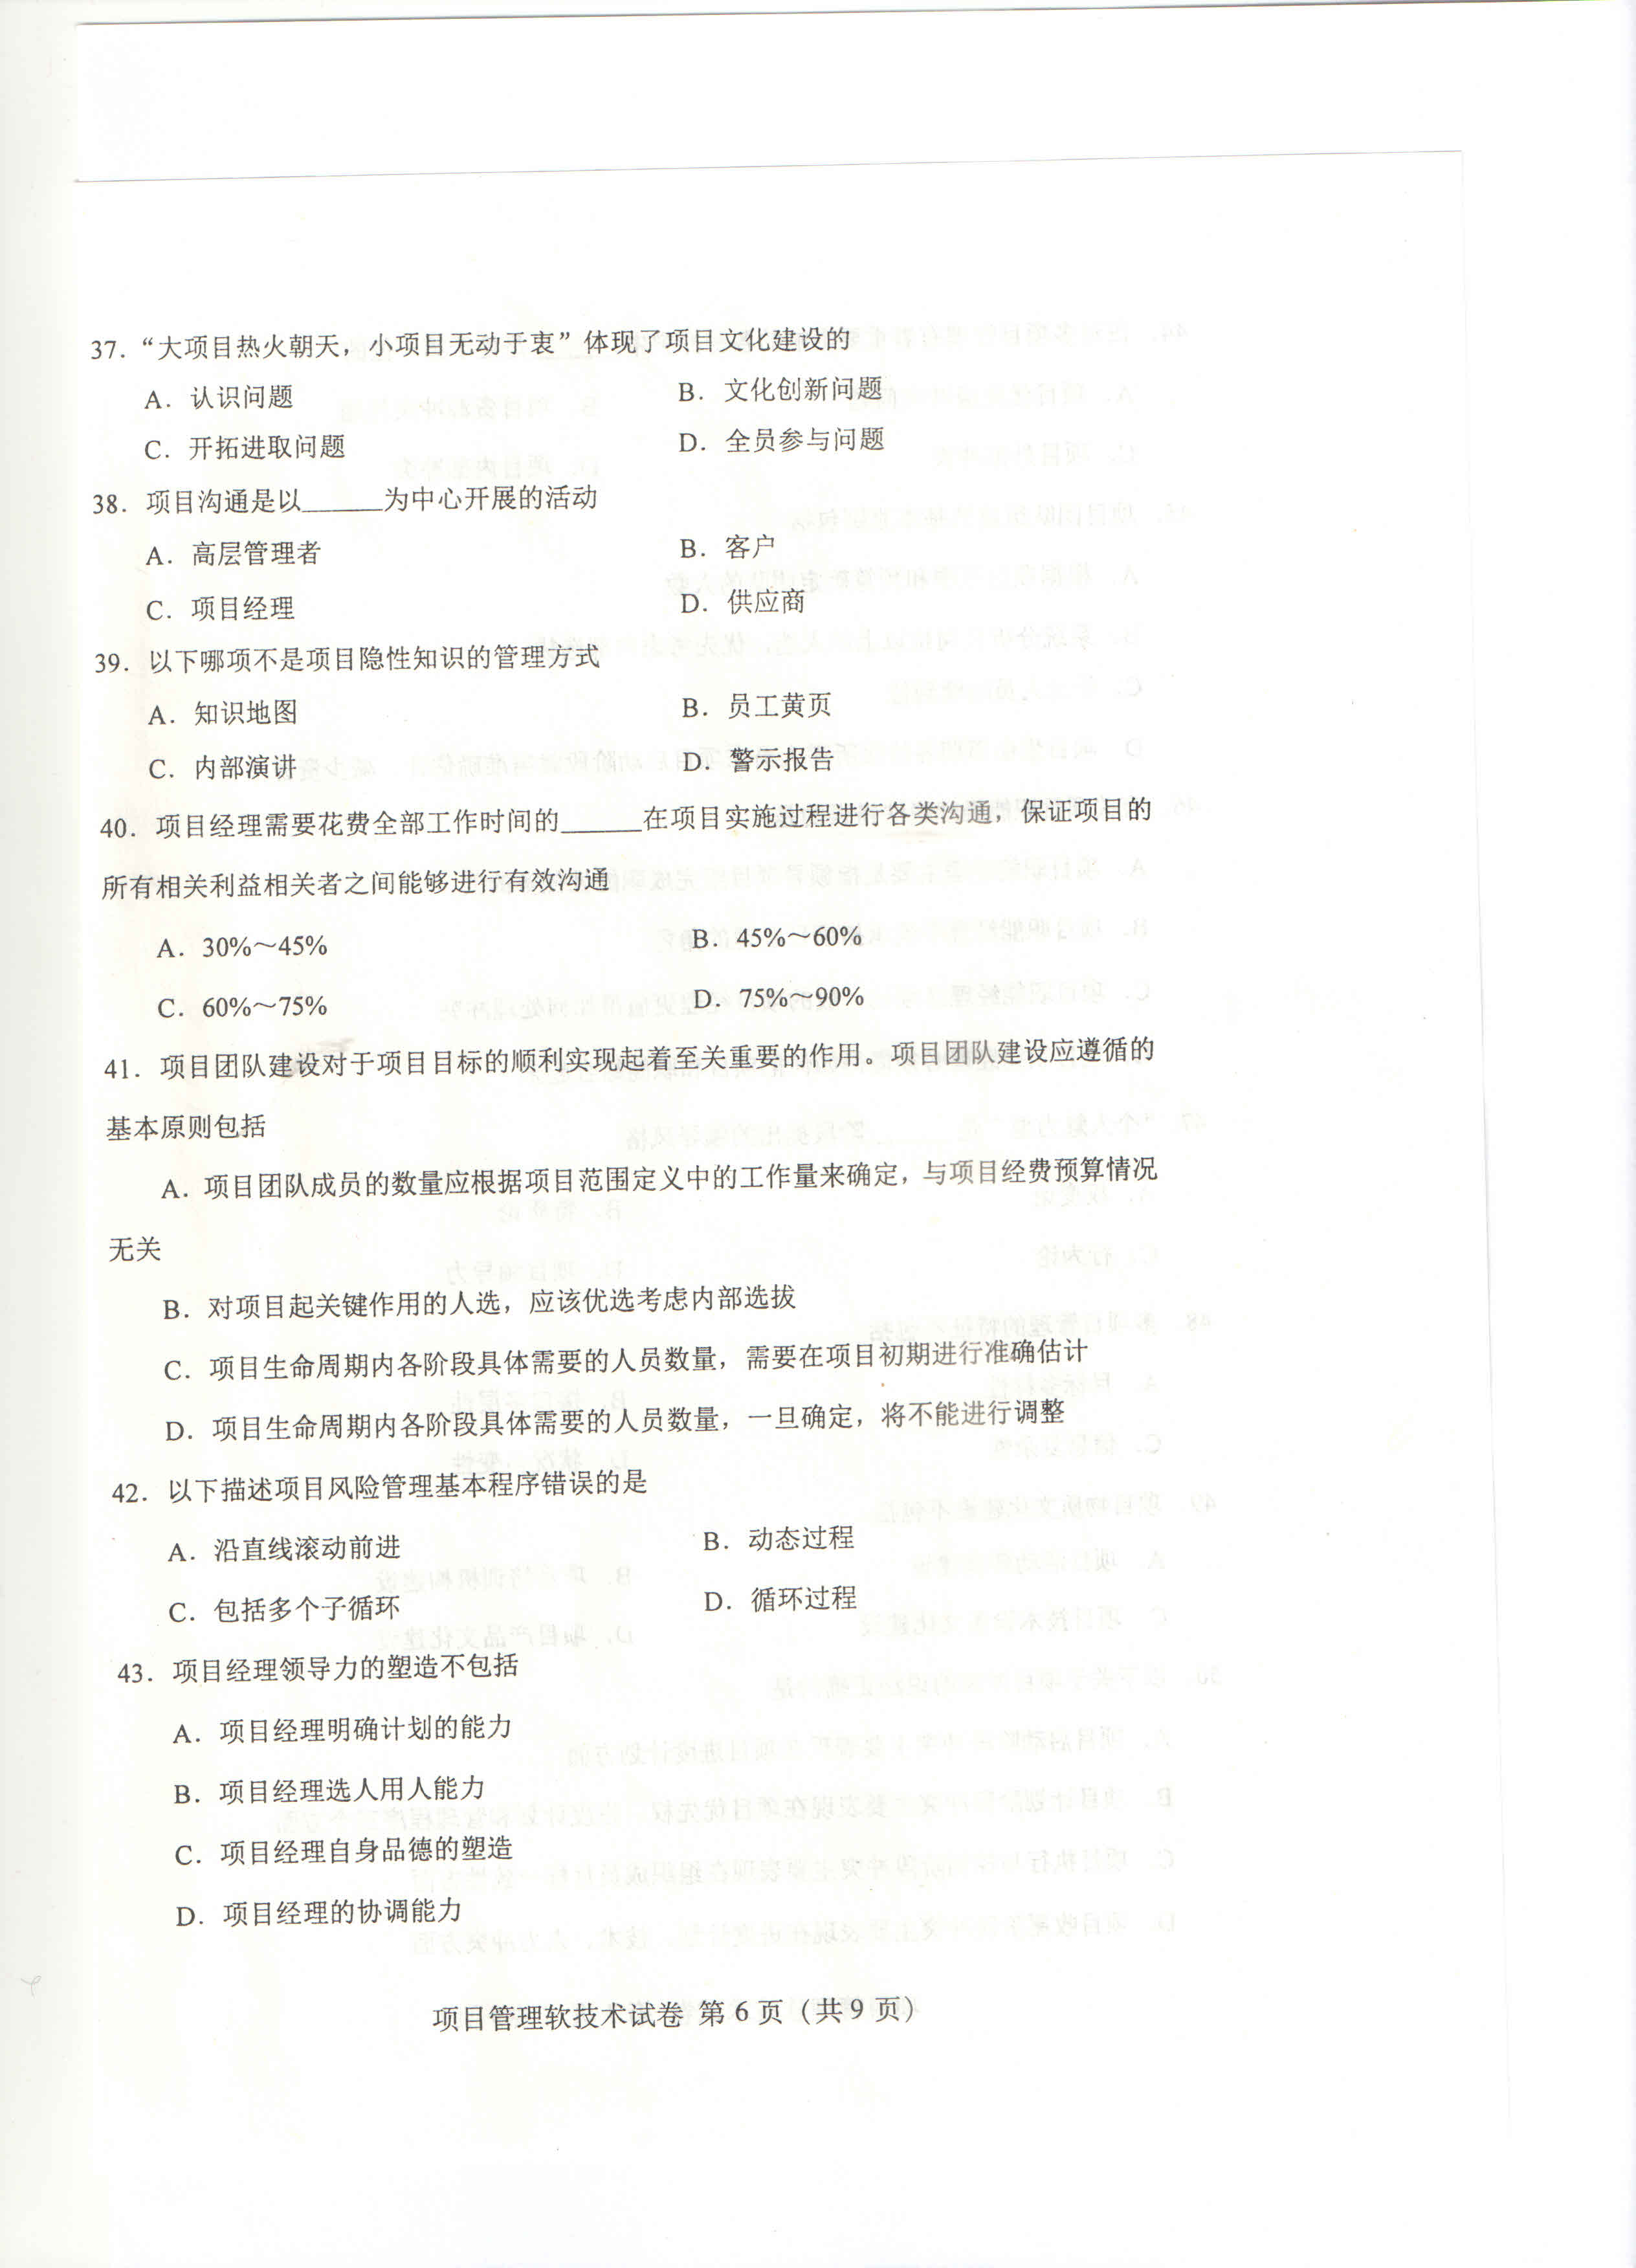 37．“大项目热火朝天，小项目无动于衷”体现了项目文化建设的
A．认识问题 B．文化创新问题
C．开拓进取问题 D．全员参与问题
38．项目沟通是以______为中心开展的活动
A．高层管理者 B．客户
C．项目经理 D．供应商
39．以下哪项不是项目隐性知识的管理方式
A．知识地图 B．员工黄页
C．内部演讲 D．警示报告
40．项目经理需要花费全部工作时间的______在项目实施过程进行各类沟通，保证项目的
所有相关利益相关者之间能够进行有效沟通
A．30%～45% B．45%～60%
C．60%～75% D．75%～90%
41．项目团队建设对于项目目标的顺利实现起着至关重要的作用。项目团队建设应遵循的
基本原则包括
A．项目团队成员的数量应根据项目范围定义中的工作量来确定，与项目经费预算情况
无关
B．对项目起关键作用的人选，应该优选考虑内部选拔
C．项目生命周期内各阶段具体需要的人员数量，需要在项目初期进行准确估计
D．项目生命周期内各阶段具体需要的人员数量，一旦确定，将不能进行调整
42．以下描述项目风险管理基本程序错误的是
A．沿直线滚动前进 B．动态过程
C．包括多个子循环 D．循环过程
43．项目经理领导力的塑造不包括
A．项目经理明确计划的能力
B．项目经理选人用人能力
C．项目经理自身品德的塑造
D．项目经理的协调能力
项目管理软技术试卷 第 6 页（共 9 页）